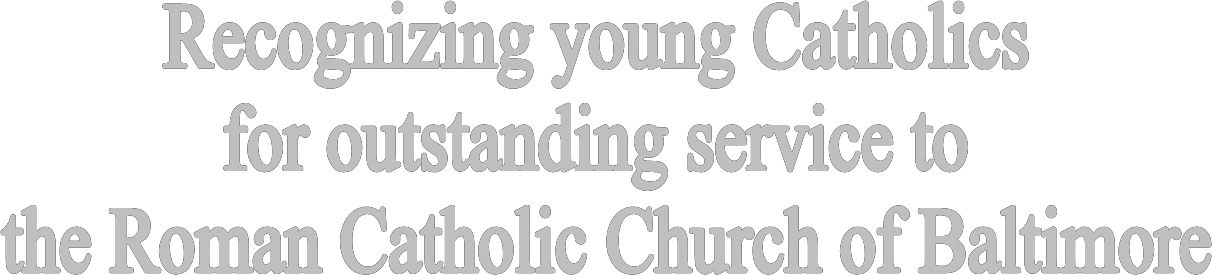 Recognizing young Catholics
for outstanding service to
the Roman Catholic Church of Baltimore